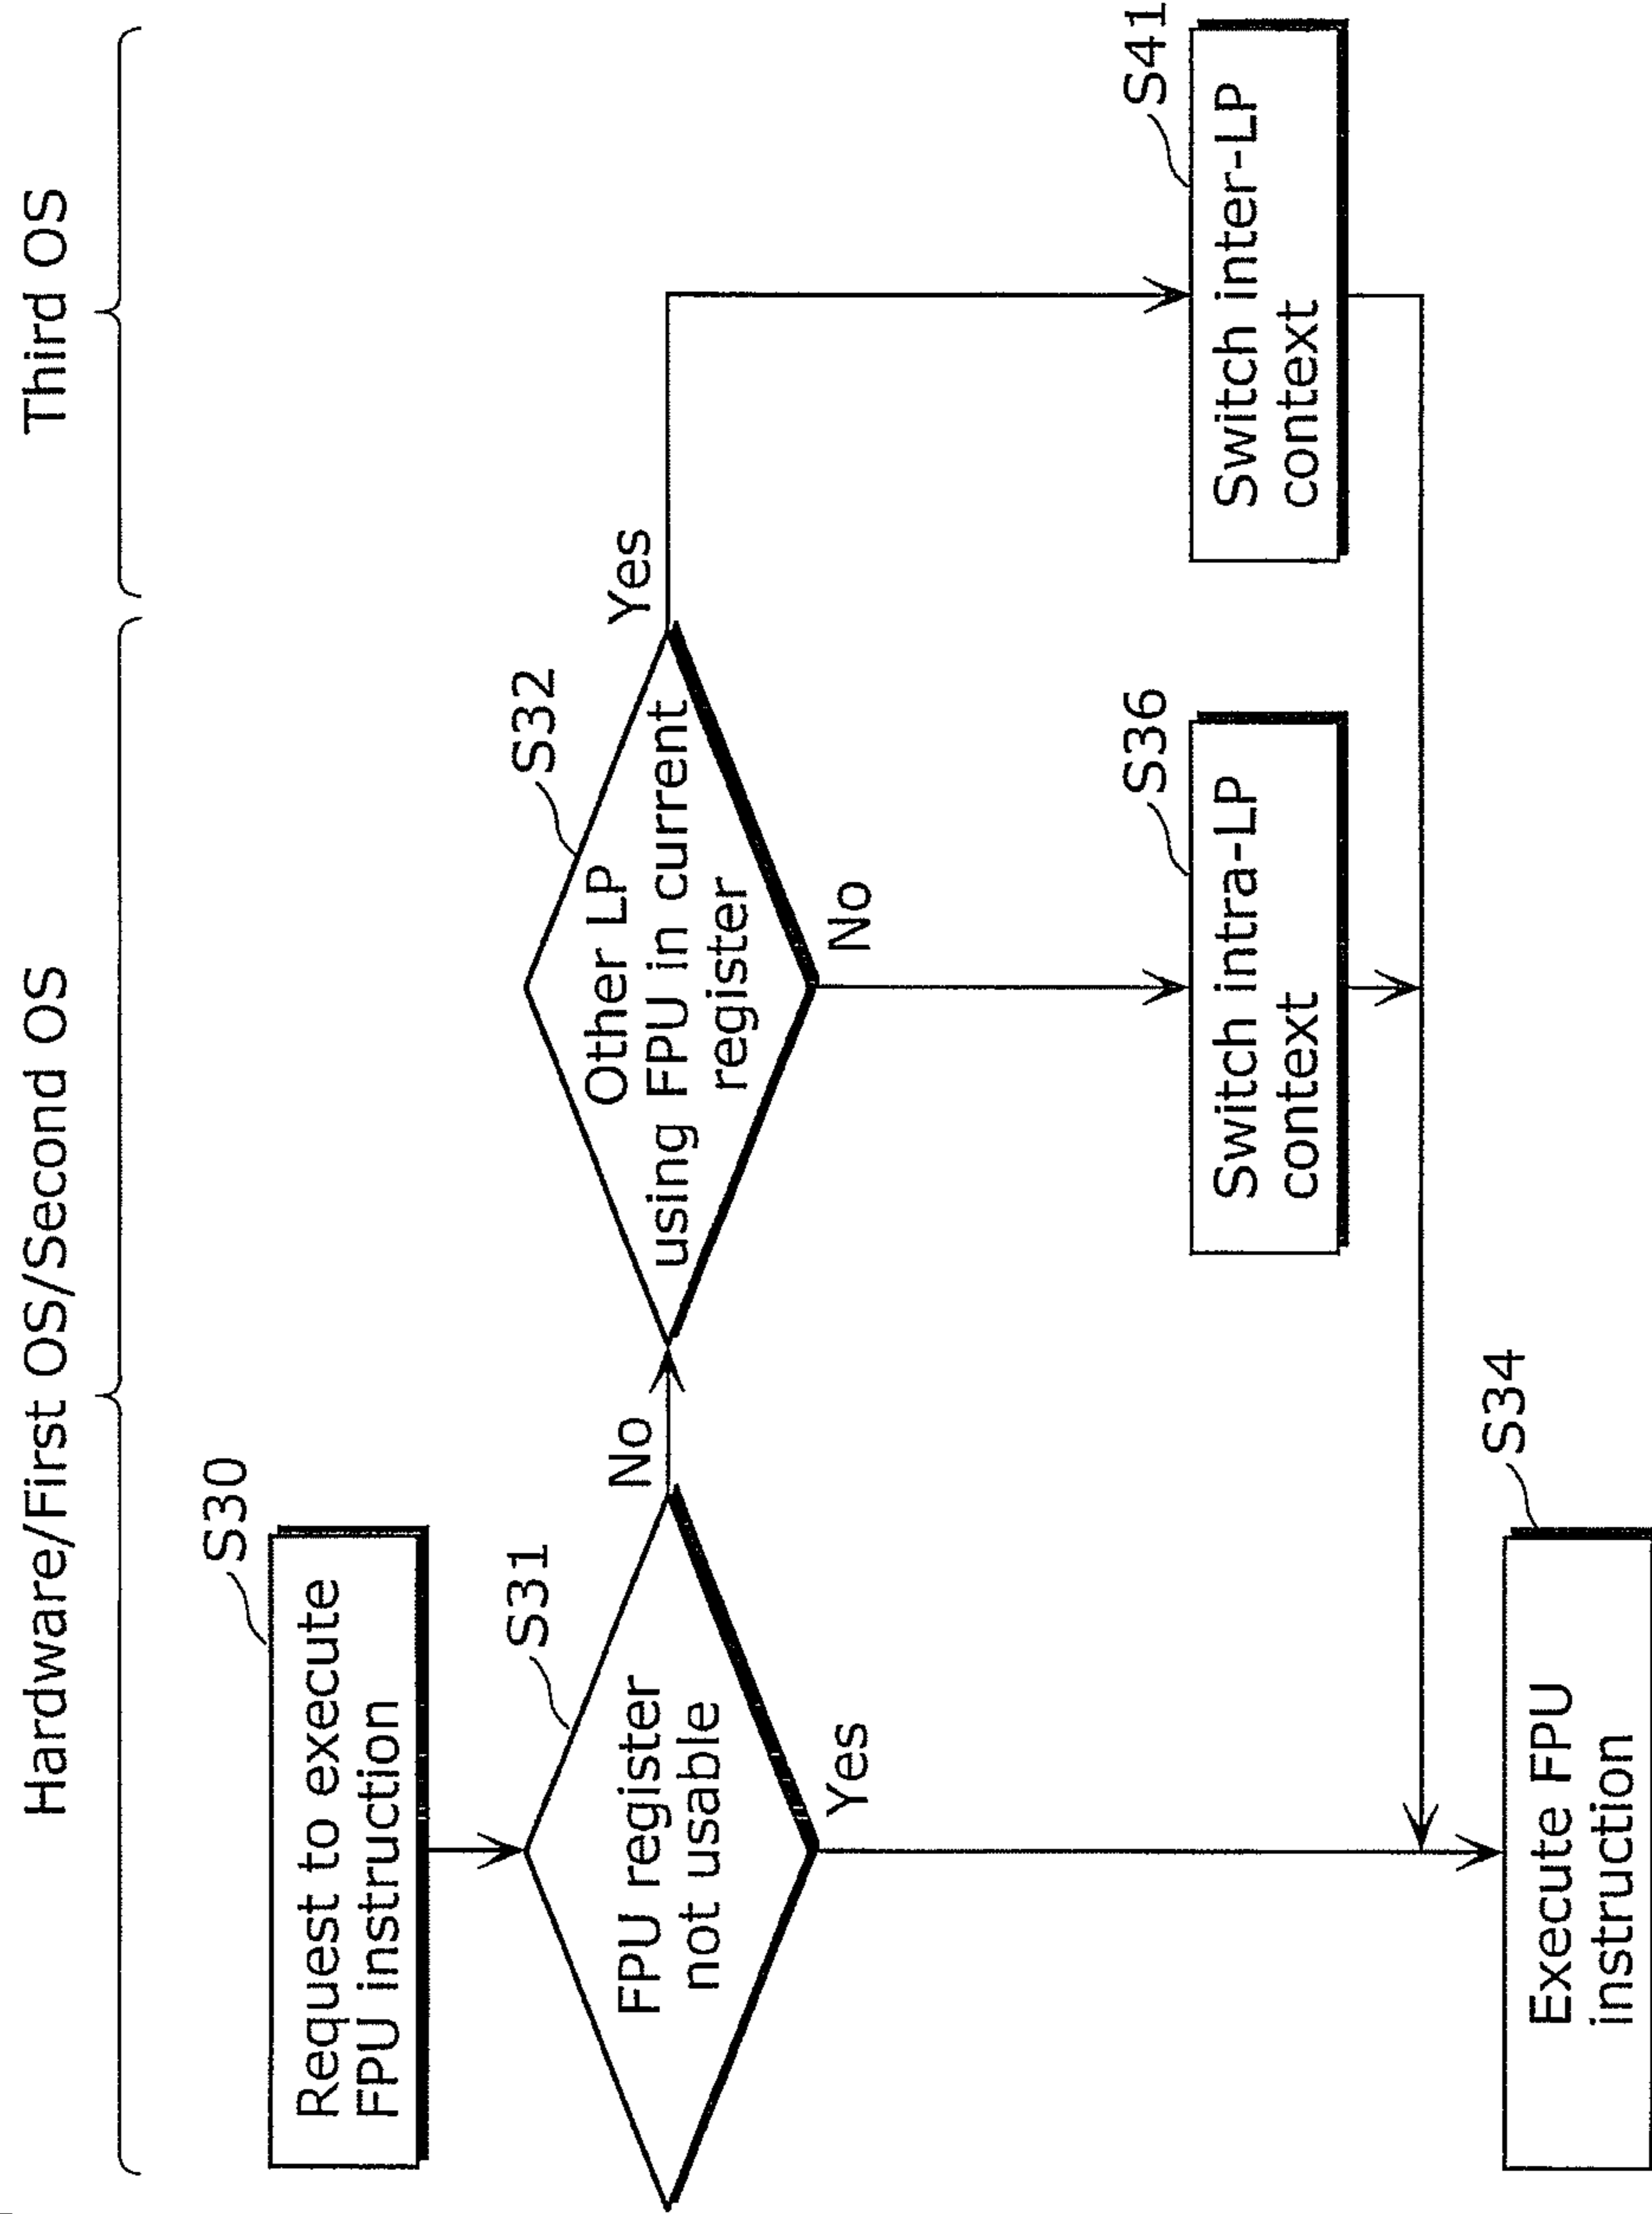 Hardware/First OS/Second OS
Third OS
S30
Request to execute
FPU instruction
S31
FPU register
not usable
No
Yes
S32
Other LP
using FPU in current
register
Yes
No
S36
Switch intra-LP
context
S41
Switch inter-LP
context
S34
Execute FPU
instruction